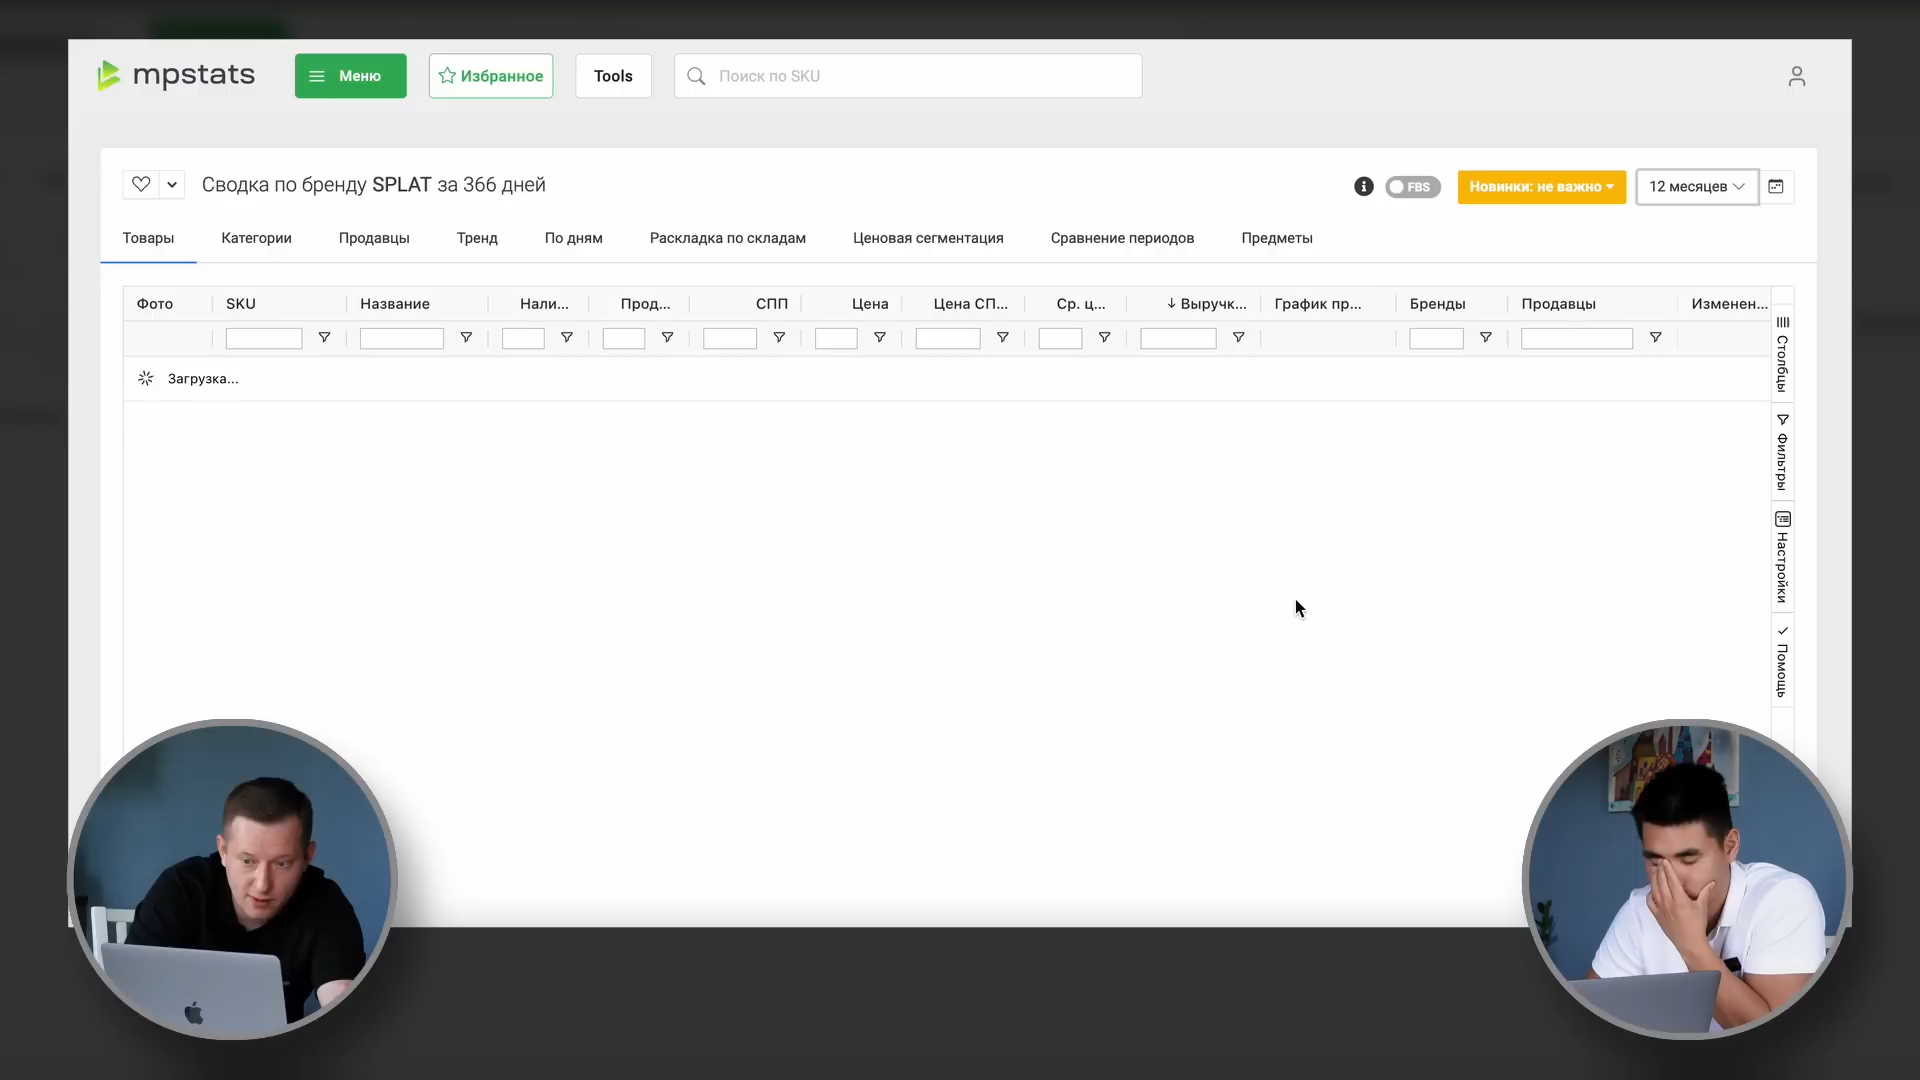 mpstats
Меню
Избранное
Tools
Поиск по SKU
Сводка по бренду SPLAT за 366 дней
FBS
Новинки: не важно
12 месяцев
Товары
Категории
Продавцы
Тренд
По дням
Раскладка по складам
Ценовая сегментация
Сравнение периодов
Предметы
Фото
SKU
Название
Нали...
Прод...
СПП
Цена
Цена СП...
Ср. ц...
Выручк...
График пр...
Бренды
Продавцы
Изменен...
Загрузка...
Столбцы
Фильтры
Настройки
Помощь